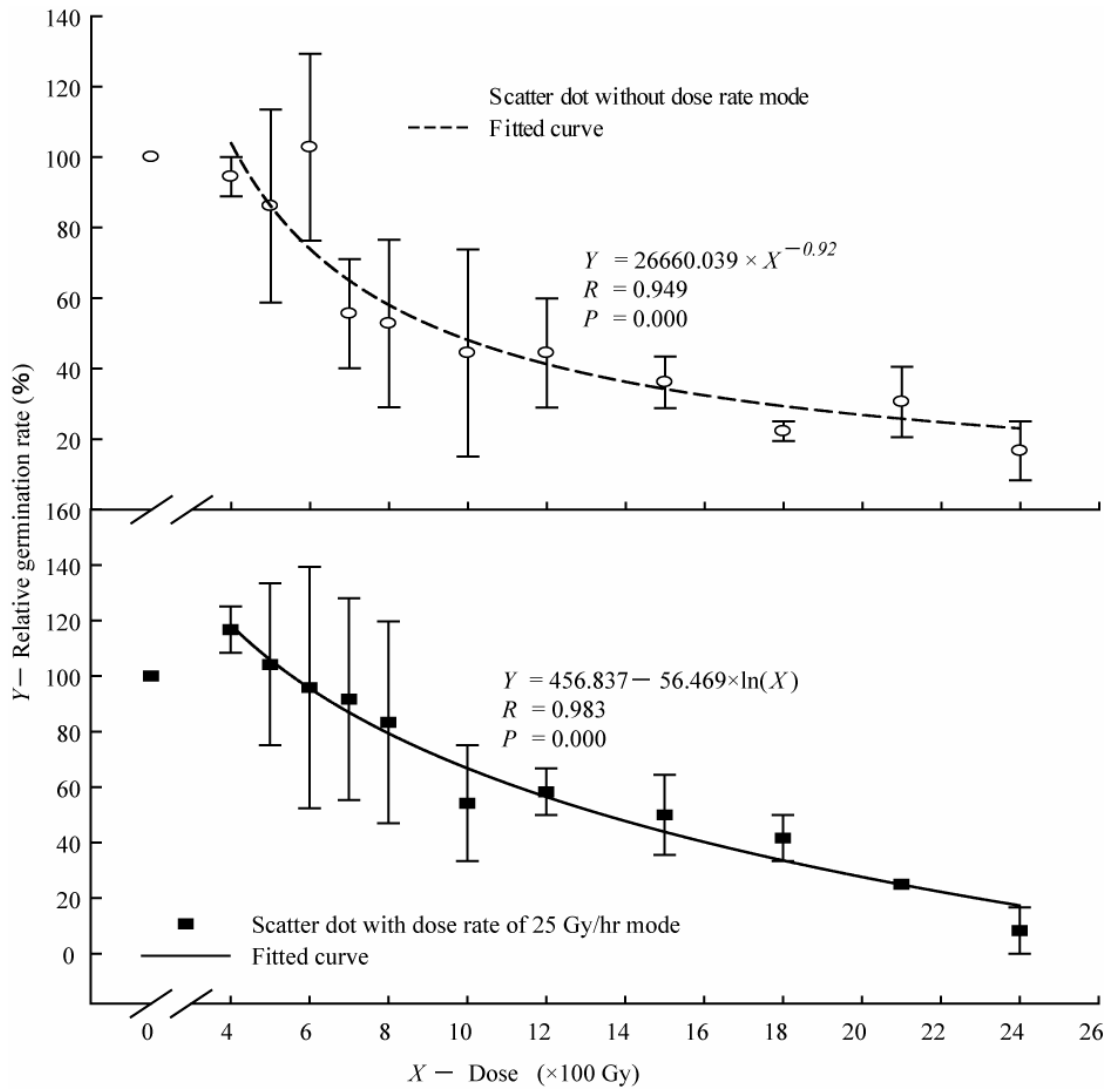 140
120
100
80
60
40
20
160
140
120
100
80
60
40
20
0
Y— Relative germination rate (%)
Scatter dot without dose rate mode
Fitted curve
Y = 26660.039 × X^−0.92
R = 0.949
P = 0.000
Y = 456.837— 56.469×ln(X)
R = 0.983
P = 0.000
Scatter dot with dose rate of 25 Gy/hr mode
Fitted curve
0 4 6 8 10 12 14 16 18 20 22 24 26
X — Dose (×100 Gy)